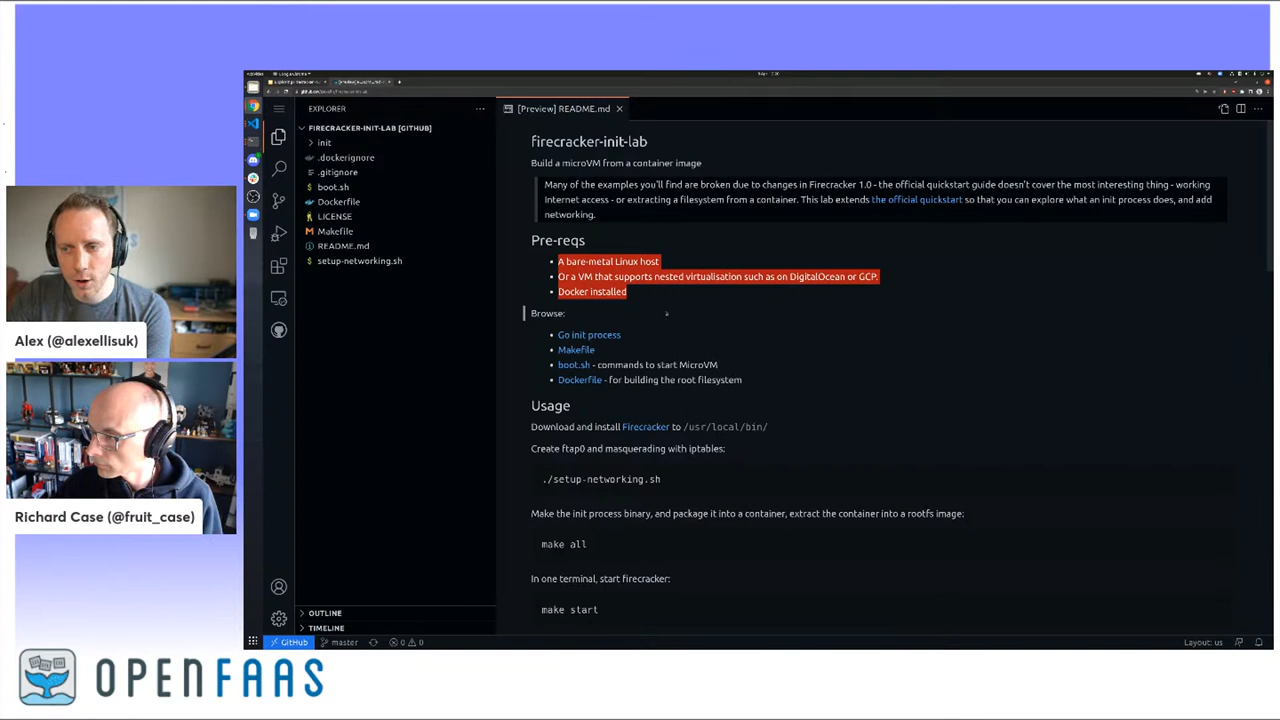 EXPLORER
FIRECRACKER-INIT-LAB [GITHUB]
init
.dockerignore
.gitignore
boot.sh
Dockerfile
LICENSE
Makefile
README.md
setup-networking.sh
OUTLINE
TIMELINE
[Preview] README.md
firecracker-init-lab
Build a microVM from a container image
Many of the examples you'll find are broken due to changes in Firecracker 1.0 - the official quickstart guide doesn't cover the most interesting thing - working
Internet access - or extracting a filesystem from a container. This lab extends the official quickstart so that you can explore what an init process does, and add
networking.
Pre-reqs
• A bare-metal Linux host
• Or a VM that supports nested virtualisation such as on DigitalOcean or GCP.
• Docker installed
Browse:
• Go init process
• Makefile
• boot.sh - commands to start MicroVM
• Dockerfile - for building the root filesystem
Usage
Download and install Firecracker to /usr/local/bin/
Create ftap0 and masquerading with iptables:
./setup-networking.sh
Make the init process binary, and package it into a container, extract the container into a rootfs image:
make all
In one terminal, start firecracker:
make start
GitHub master 0 0 Layout: us
Alex (@alexellisuk)
Richard Case (@fruit_case)
OPENFAAS